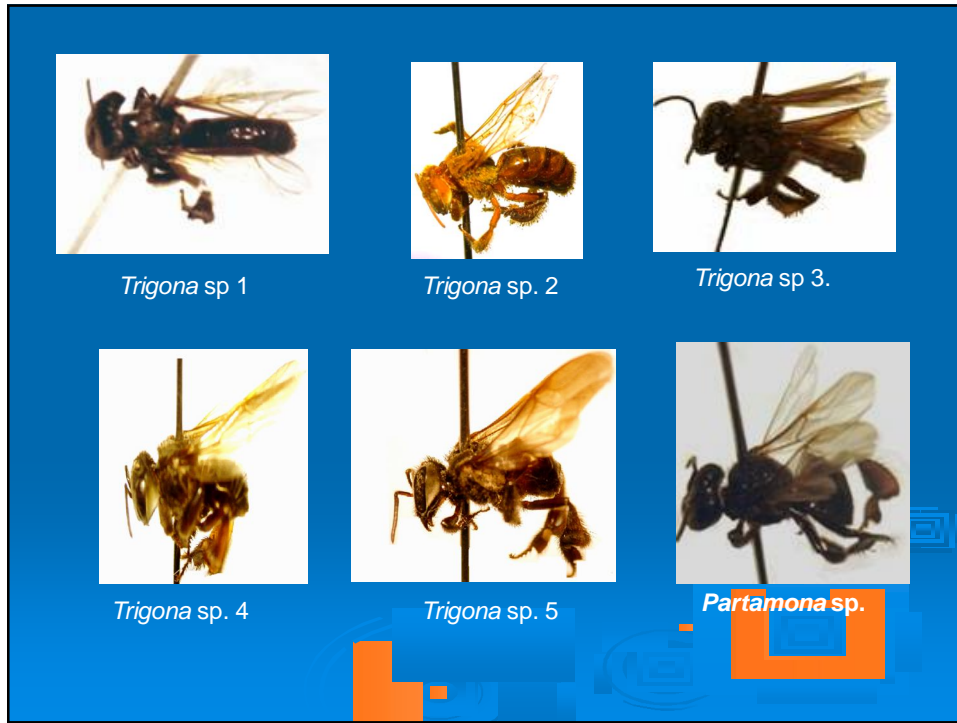 Trigona sp 1
Trigona sp. 2
Trigona sp 3.
Trigona sp. 4
Trigona sp. 5
Partamona sp.